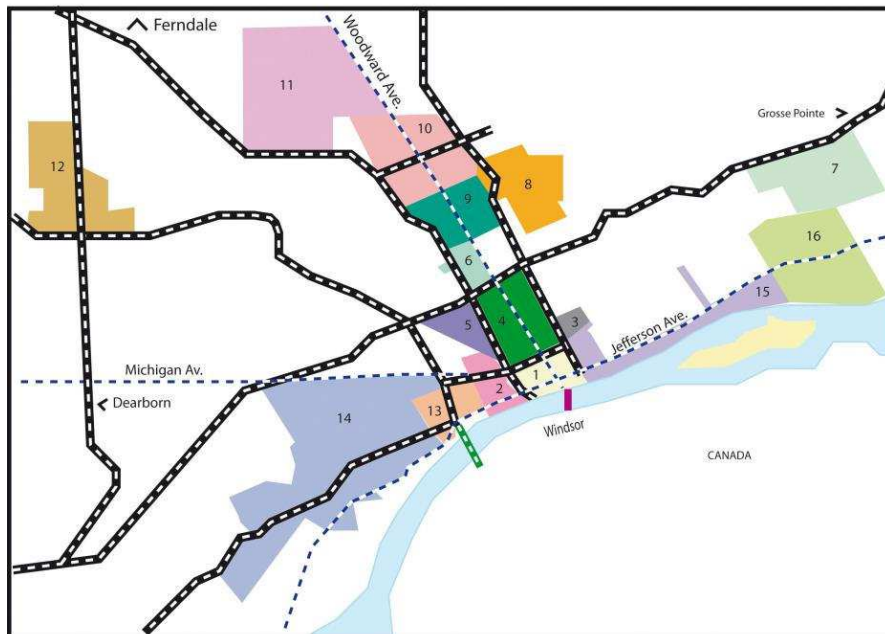 Ferndale
Woodward Ave.
11
10
Grosse Pointe
12
7
8
9
16
6
15
3
5
4
Jefferson Ave.
Michigan Av.
1
2
Dearborn
13
14
Windsor
CANADA